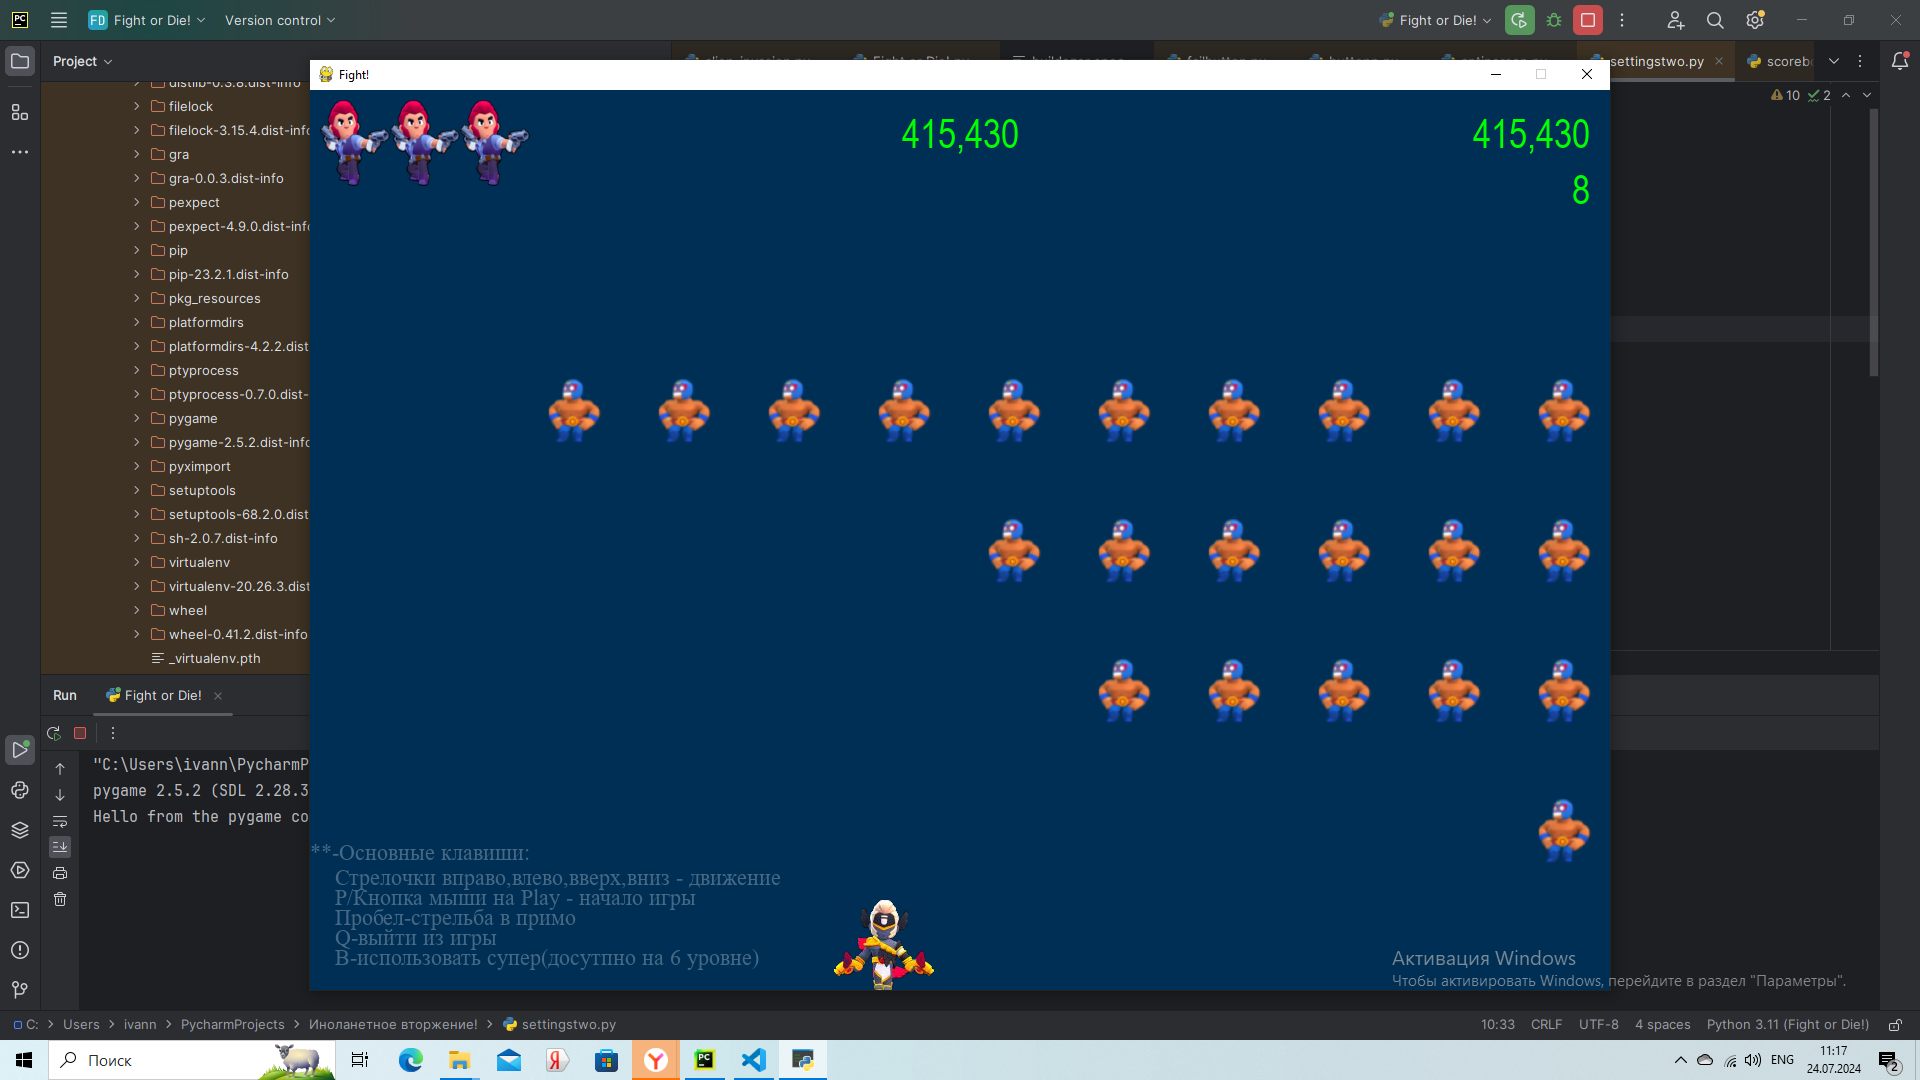 PC FD Fight or Die! Version control Fight or Die!
Project
settingstwo.py
10 2
filelock
filelock-3.15.4.dist-info
gra
gra-0.0.3.dist-info
pexpect
pexpect-4.9.0.dist-info
pip
pip-23.2.1.dist-info
pkg_resources
platformdirs
platformdirs-4.2.2.dist
ptyprocess
ptyprocess-0.7.0.dist-
pygame
pygame-2.5.2.dist-info
pyximport
setuptools
setuptools-68.2.0.dist
sh-2.0.7.dist-info
virtualenv
virtualenv-20.26.3.dist
wheel
wheel-0.41.2.dist-info
_virtualenv.pth
Fight!
415,430 415,430
8
**-Основные клавиши:
Стрелочки вправо,влево,вверх,вниз - движение
P/Кнопка мыши на Play - начало игры
Пробел-стрельба в примо
Q-выйти из игры
B-использовать супер(досутпно на 6 уровне)
Активация Windows
Чтобы активировать Windows, перейдите в раздел "Параметры".
Run Fight or Die!
"C:\Users\ivann\PycharmP
pygame 2.5.2 (SDL 2.28.3
Hello from the pygame co
C: Users ivann PycharmProjects Инопланетное вторжение! settingstwo.py
10:33 CRLF UTF-8 4 spaces Python 3.11 (Fight or Die!)
Поиск
ENG
11:17
24.07.2024
2